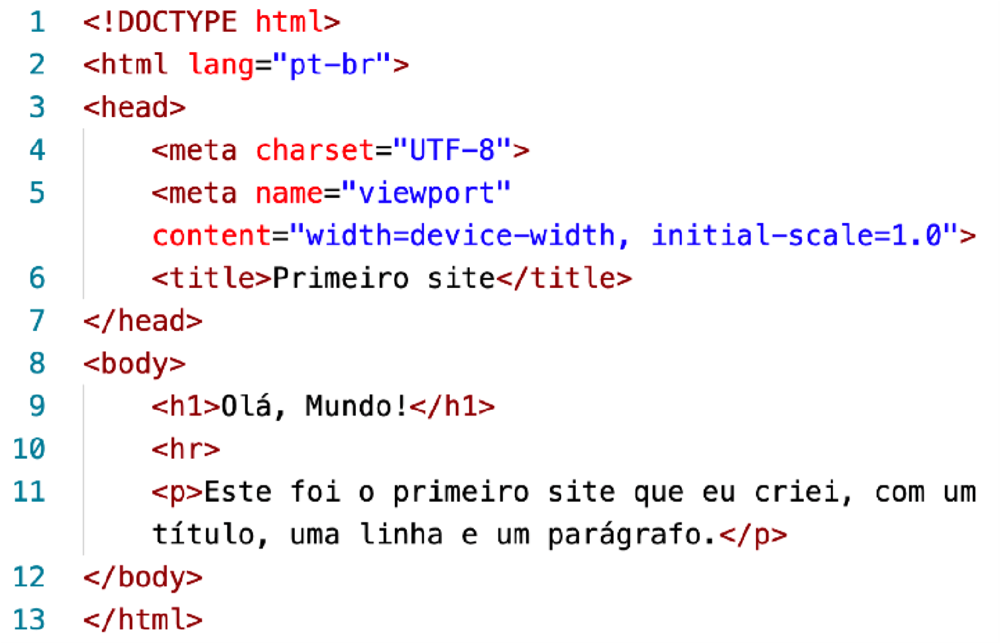 1 <!DOCTYPE html>
2 <html lang="pt-br">
3 <head>
4 <meta charset="UTF-8">
5 <meta name="viewport"
content="width=device-width, initial-scale=1.0">
6 <title>Primeiro site</title>
7 </head>
8 <body>
9 <h1>Olá, Mundo!</h1>
10 <hr>
11 <p>Este foi o primeiro site que eu criei, com um
título, uma linha e um parágrafo.</p>
12 </body>
13 </html>